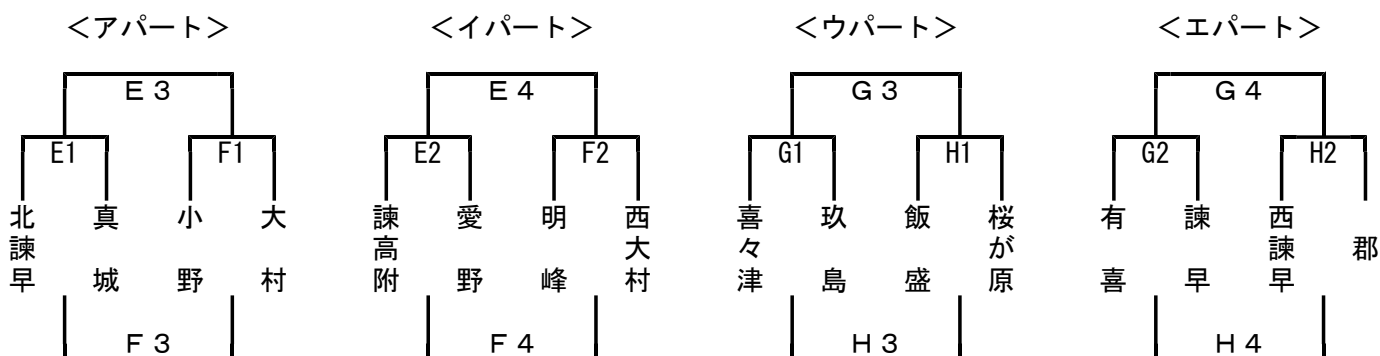 ＜アパート＞ ＜イパート＞ ＜ウパート＞ ＜エパート＞
Ｅ３ Ｅ４ Ｇ３ Ｇ４
E1 F1 E2 F2 G1 H1 G2 H2
北諫早 真城 小野 大村 諫高附 愛野 明峰 西大村 喜々津 玖島 飯盛 桜が原 有喜 諫早 西諫早 郡
Ｆ３ Ｆ４ Ｈ３ Ｈ４